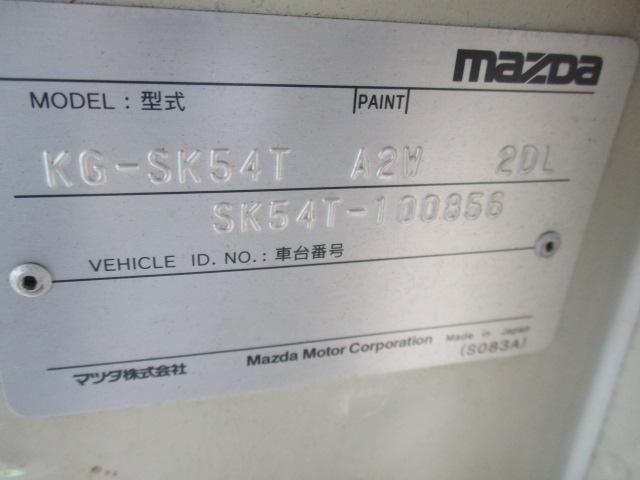 mazda
MODEL : 型式 PAINT
KG-SK54T A2W 2DL
SK54T-100856
VEHICLE ID. NO. : 車台番号
マツダ株式会社 Mazda Motor Corporation Made in Japan
(S083A)